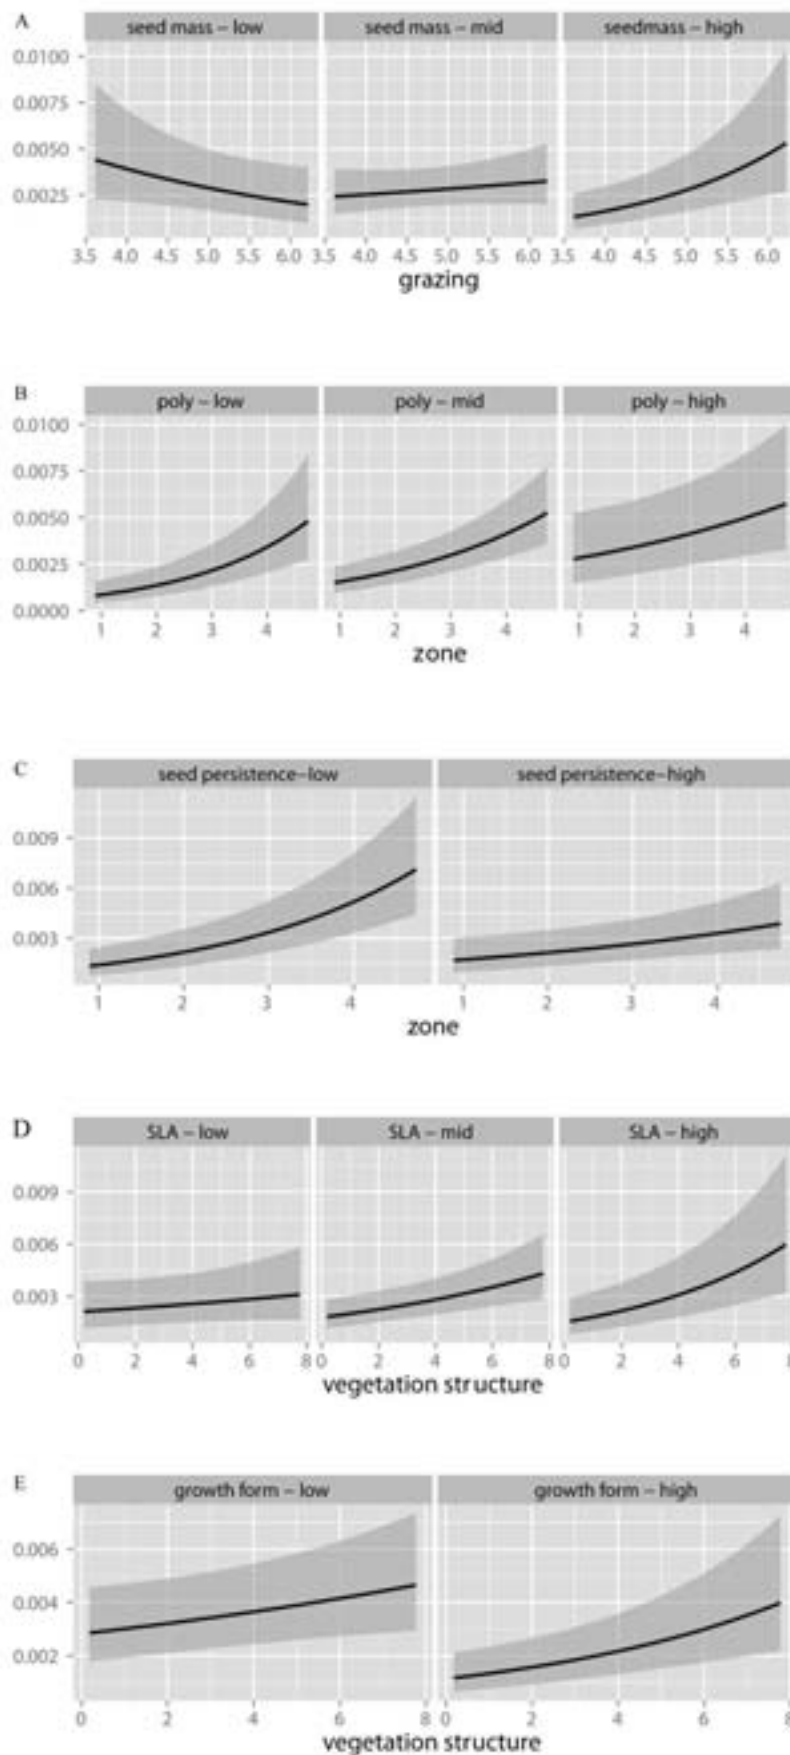 A
seed mass – low seed mass – mid seedmass – high
0.0100
0.0075
0.0050
0.0025
3.5 4.0 4.5 5.0 5.5 6.0 3.5 4.0 4.5 5.0 5.5 6.0 3.5 4.0 4.5 5.0 5.5 6.0
grazing
B
poly – low poly – mid poly – high
0.0100
0.0075
0.0050
0.0025
0.0000
1 2 3 4 1 2 3 4 1 2 3 4
zone
C
seed persistence–low seed persistence–high
0.009
0.006
0.003
1 2 3 4 1 2 3 4
zone
D
SLA – low SLA – mid SLA – high
0.009
0.006
0.003
0 2 4 6 8 0 2 4 6 8 0 2 4 6 8
vegetation structure
E
growth form – low growth form – high
0.006
0.004
0.002
0 2 4 6 8 0 2 4 6 8
vegetation structure